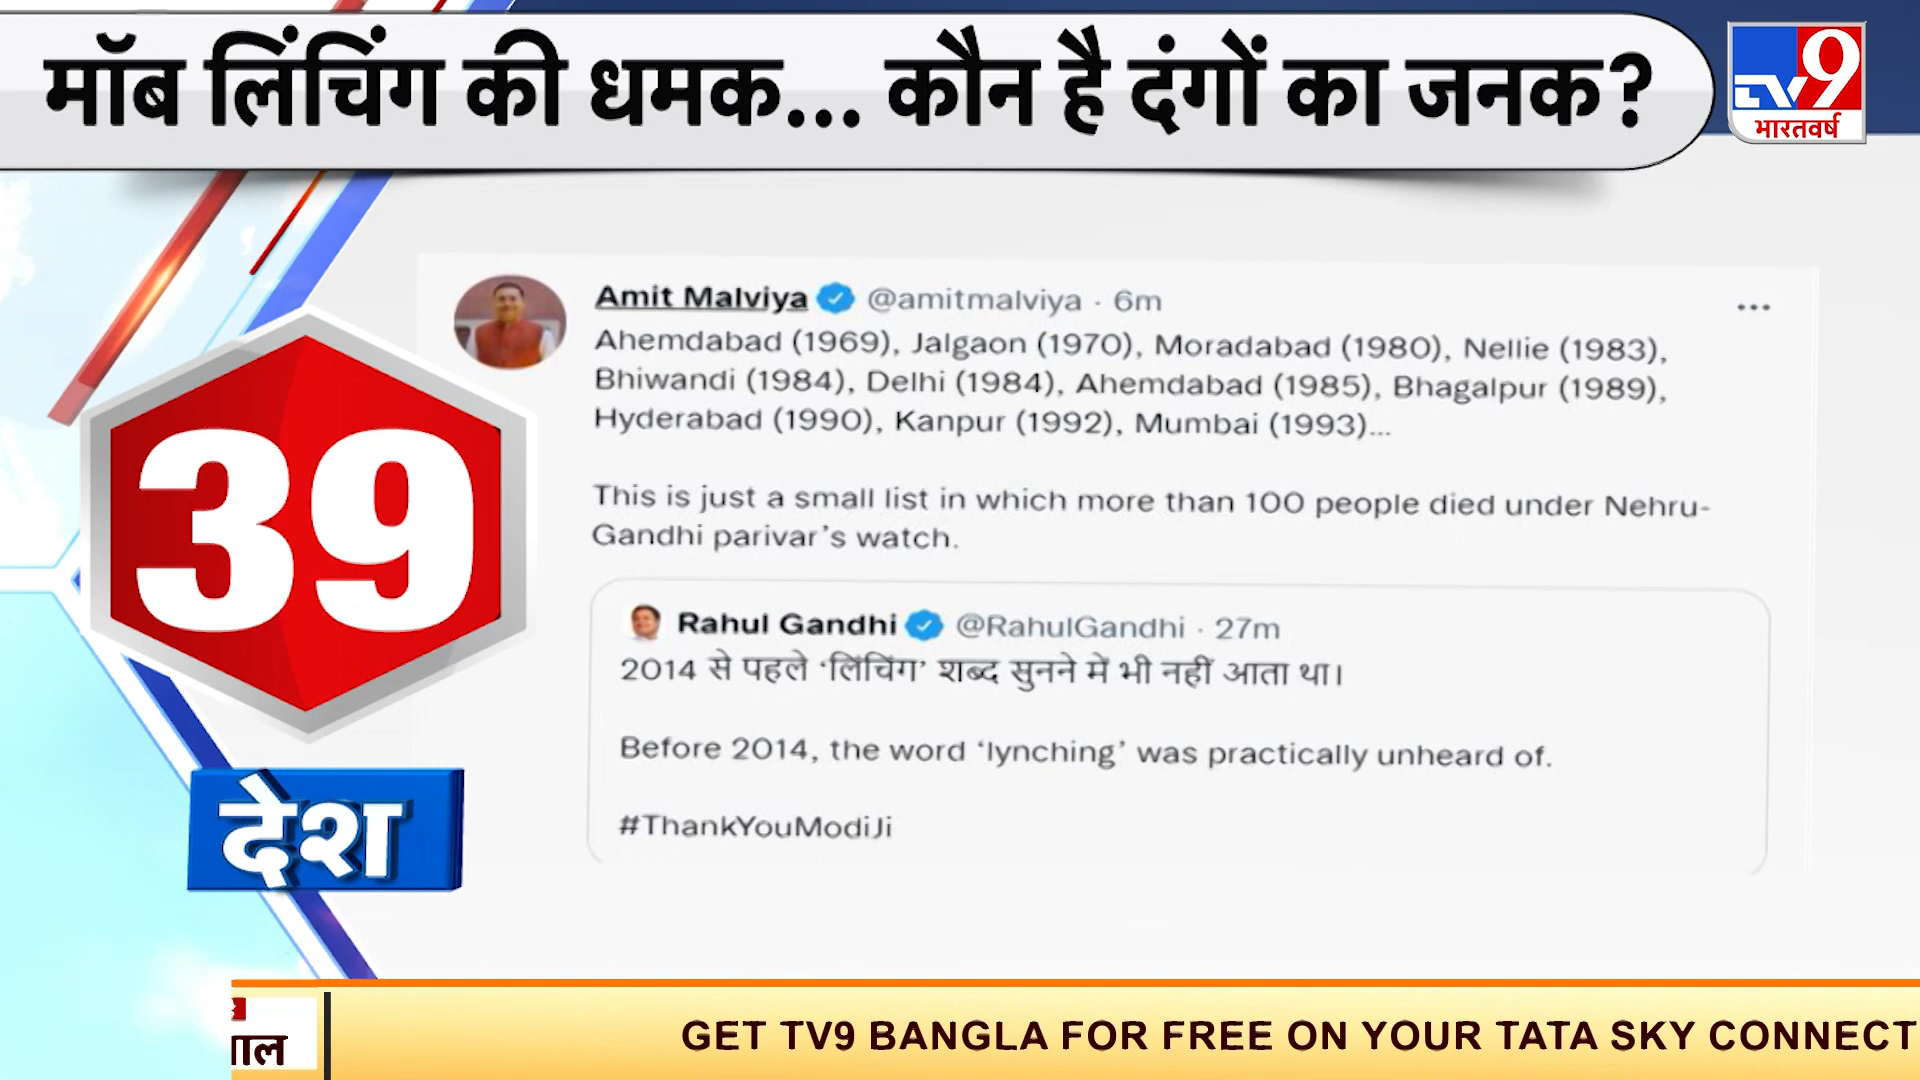 मॉब लिंचिंग की धमक... कौन है दंगों का जनक?
TV9
भारतवर्ष
Amit Malviya @amitmalviya · 6m
Ahemdabad (1969), Jalgaon (1970), Moradabad (1980), Nellie (1983),
Bhiwandi (1984), Delhi (1984), Ahemdabad (1985), Bhagalpur (1989),
Hyderabad (1990), Kanpur (1992), Mumbai (1993)...
This is just a small list in which more than 100 people died under Nehru-
Gandhi parivar's watch.
Rahul Gandhi @RahulGandhi · 27m
2014 से पहले ‘लिंचिंग’ शब्द सुनने में भी नहीं आता था।
Before 2014, the word ‘lynching’ was practically unheard of.
#ThankYouModiJi
39
देश
GET TV9 BANGLA FOR FREE ON YOUR TATA SKY CONNECT